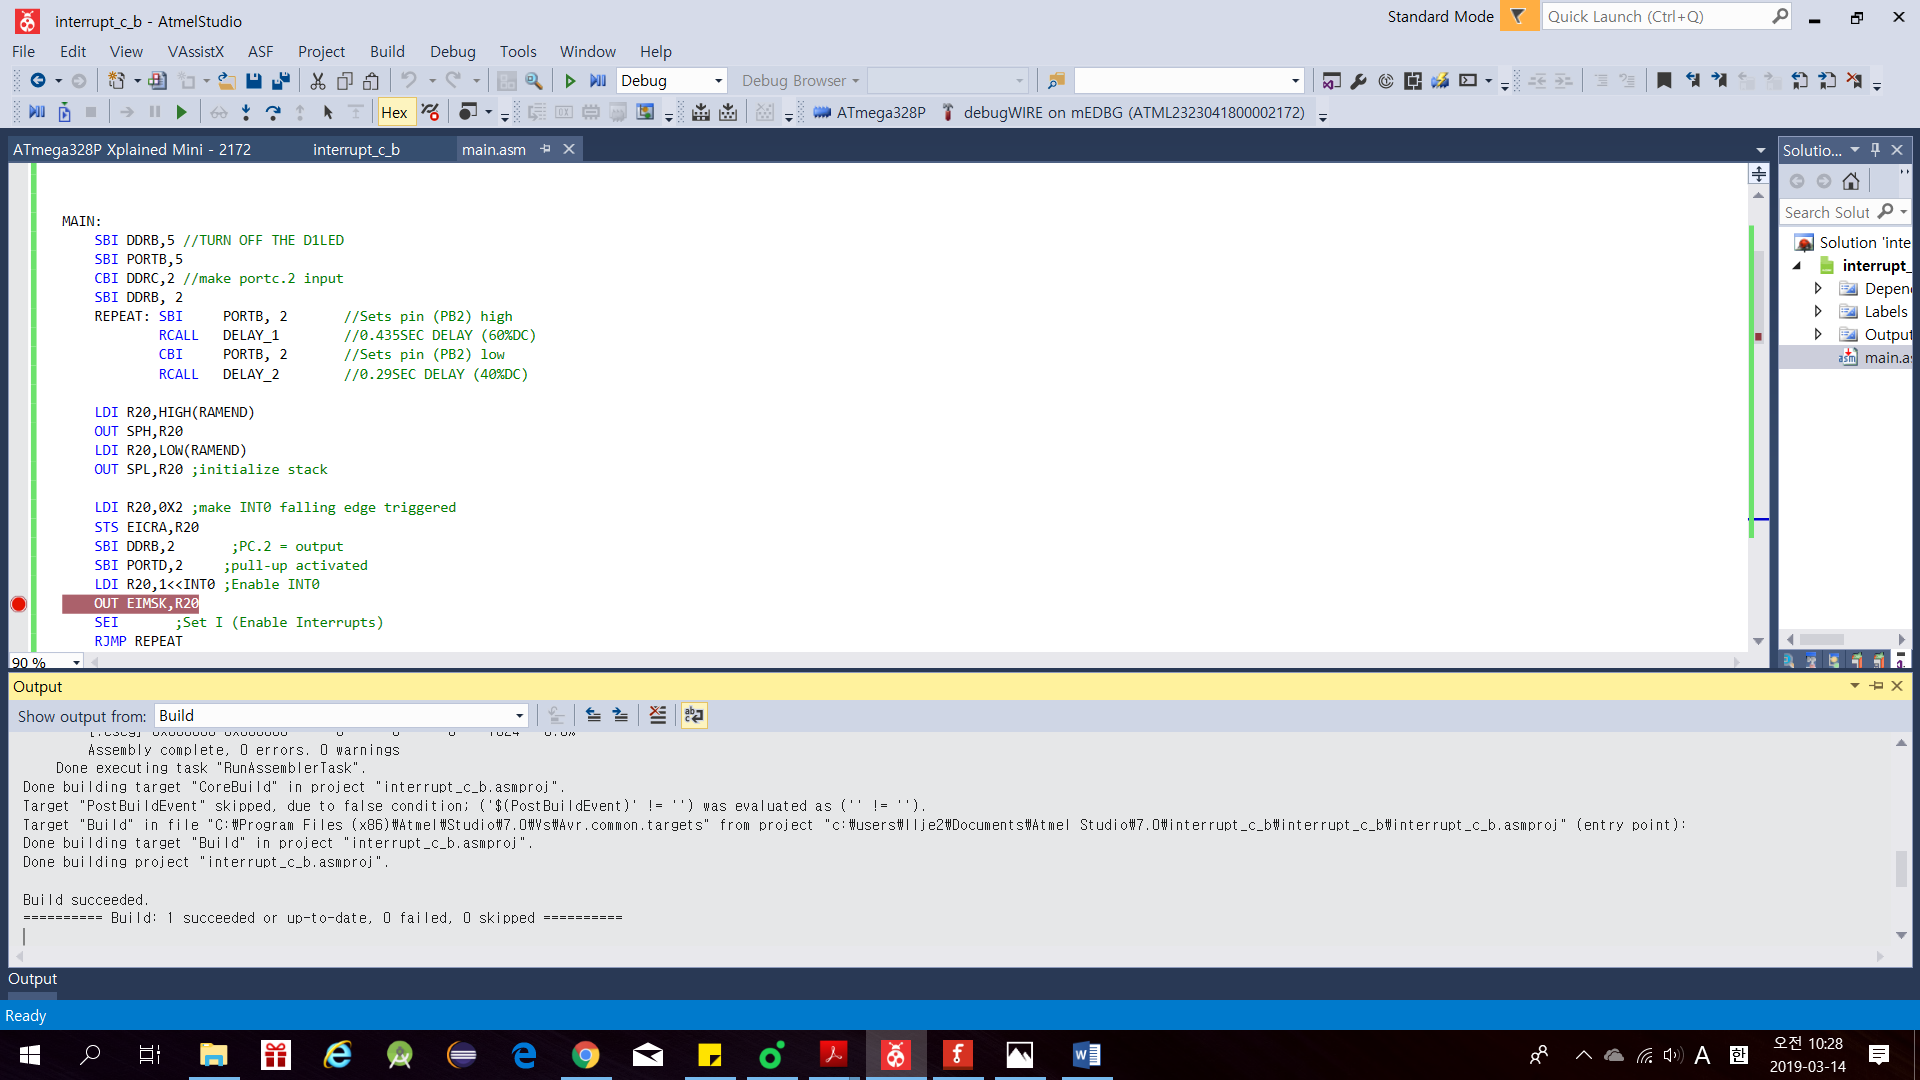 interrupt_c_b - AtmelStudio
Standard Mode
Quick Launch (Ctrl+Q)
File Edit View VAssistX ASF Project Build Debug Tools Window Help
Debug
Debug Browser
Hex
ATmega328P
debugWIRE on mEDBG (ATML2323041800002172)
ATmega328P Xplained Mini - 2172
interrupt_c_b
main.asm
MAIN:
SBI DDRB,5 //TURN OFF THE D1LED
SBI PORTB,5
CBI DDRC,2 //make portc.2 input
SBI DDRB, 2
REPEAT: SBI PORTB, 2 //Sets pin (PB2) high
RCALL DELAY_1 //0.435SEC DELAY (60%DC)
CBI PORTB, 2 //Sets pin (PB2) low
RCALL DELAY_2 //0.29SEC DELAY (40%DC)
LDI R20,HIGH(RAMEND)
OUT SPH,R20
LDI R20,LOW(RAMEND)
OUT SPL,R20 ;initialize stack
LDI R20,0X2 ;make INT0 falling edge triggered
STS EICRA,R20
SBI DDRB,2 ;PC.2 = output
SBI PORTD,2 ;pull-up activated
LDI R20,1<<INT0 ;Enable INT0
OUT EIMSK,R20
SEI ;Set I (Enable Interrupts)
RJMP REPEAT
90 %
Solutio...
Search Solut
Solution 'inte
interrupt_
Depen
Labels
Output
main.as
Output
Show output from: Build
Assembly complete, 0 errors. 0 warnings
Done executing task "RunAssemblerTask".
Done building target "CoreBuild" in project "interrupt_c_b.asmproj".
Target "PostBuildEvent" skipped, due to false condition; ('$(PostBuildEvent)' != '') was evaluated as ('' != '').
Target "Build" in file "C:₩Program Files (x86)₩Atmel₩Studio₩7.0₩Vs₩Avr.common.targets" from project "c:₩users₩llje2₩Documents₩Atmel Studio₩7.0₩interrupt_c_b₩interrupt_c_b₩interrupt_c_b.asmproj" (entry point):
Done building target "Build" in project "interrupt_c_b.asmproj".
Done building project "interrupt_c_b.asmproj".
Build succeeded.
========== Build: 1 succeeded or up-to-date, 0 failed, 0 skipped ==========
Output
Ready
A
한
오전 10:28
2019-03-14